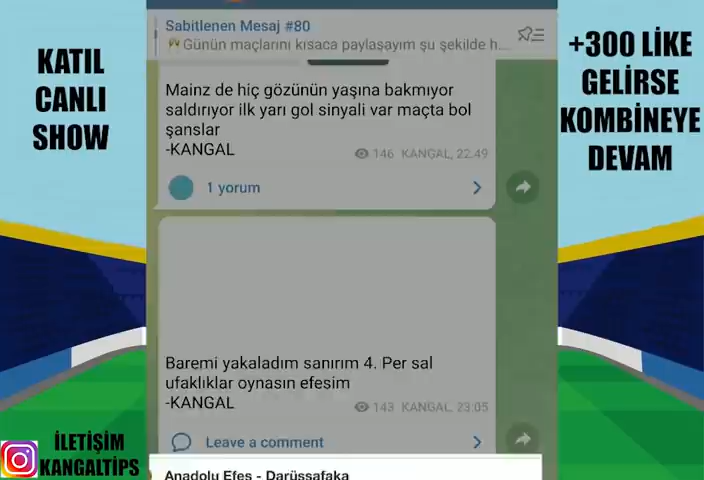 KATIL
CANLI
SHOW
+300 LİKE
GELİRSE
KOMBİNEYE
DEVAM
Sabitlenen Mesaj #80
Günün maçlarını kısaca paylaşayım şu şekilde h...
Mainz de hiç gözünün yaşına bakmıyor
saldırıyor ilk yarı gol sinyali var maçta bol
şanslar
-KANGAL
146 KANGAL, 22:49
1 yorum
Baremi yakaladım sanırım 4. Per sal
ufaklıklar oynasın efesim
-KANGAL
143 KANGAL, 23:05
Leave a comment
Anadolu Efes - Darüşşafaka
İLETİŞİM
KANGALTİPS